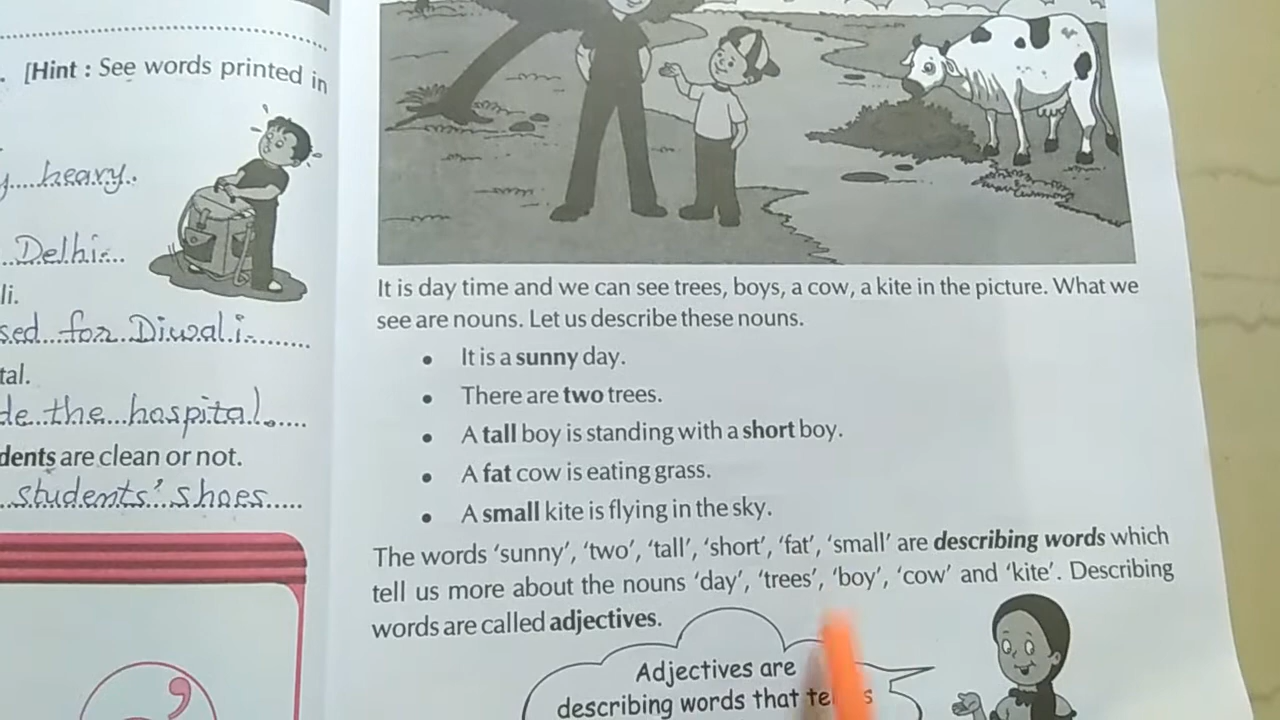 . [Hint : See words printed in
heavy.
Delhi.
li.
sed for Diwali.
tal.
de the hospital.
dents are clean or not.
students' shoes
It is day time and we can see trees, boys, a cow, a kite in the picture. What we
see are nouns. Let us describe these nouns.
• It is a sunny day.
• There are two trees.
• A tall boy is standing with a short boy.
• A fat cow is eating grass.
• A small kite is flying in the sky.
The words 'sunny', 'two', 'tall', 'short', 'fat', 'small' are describing words which
tell us more about the nouns 'day', 'trees', 'boy', 'cow' and 'kite'. Describing
words are called adjectives.
Adjectives are
describing words that